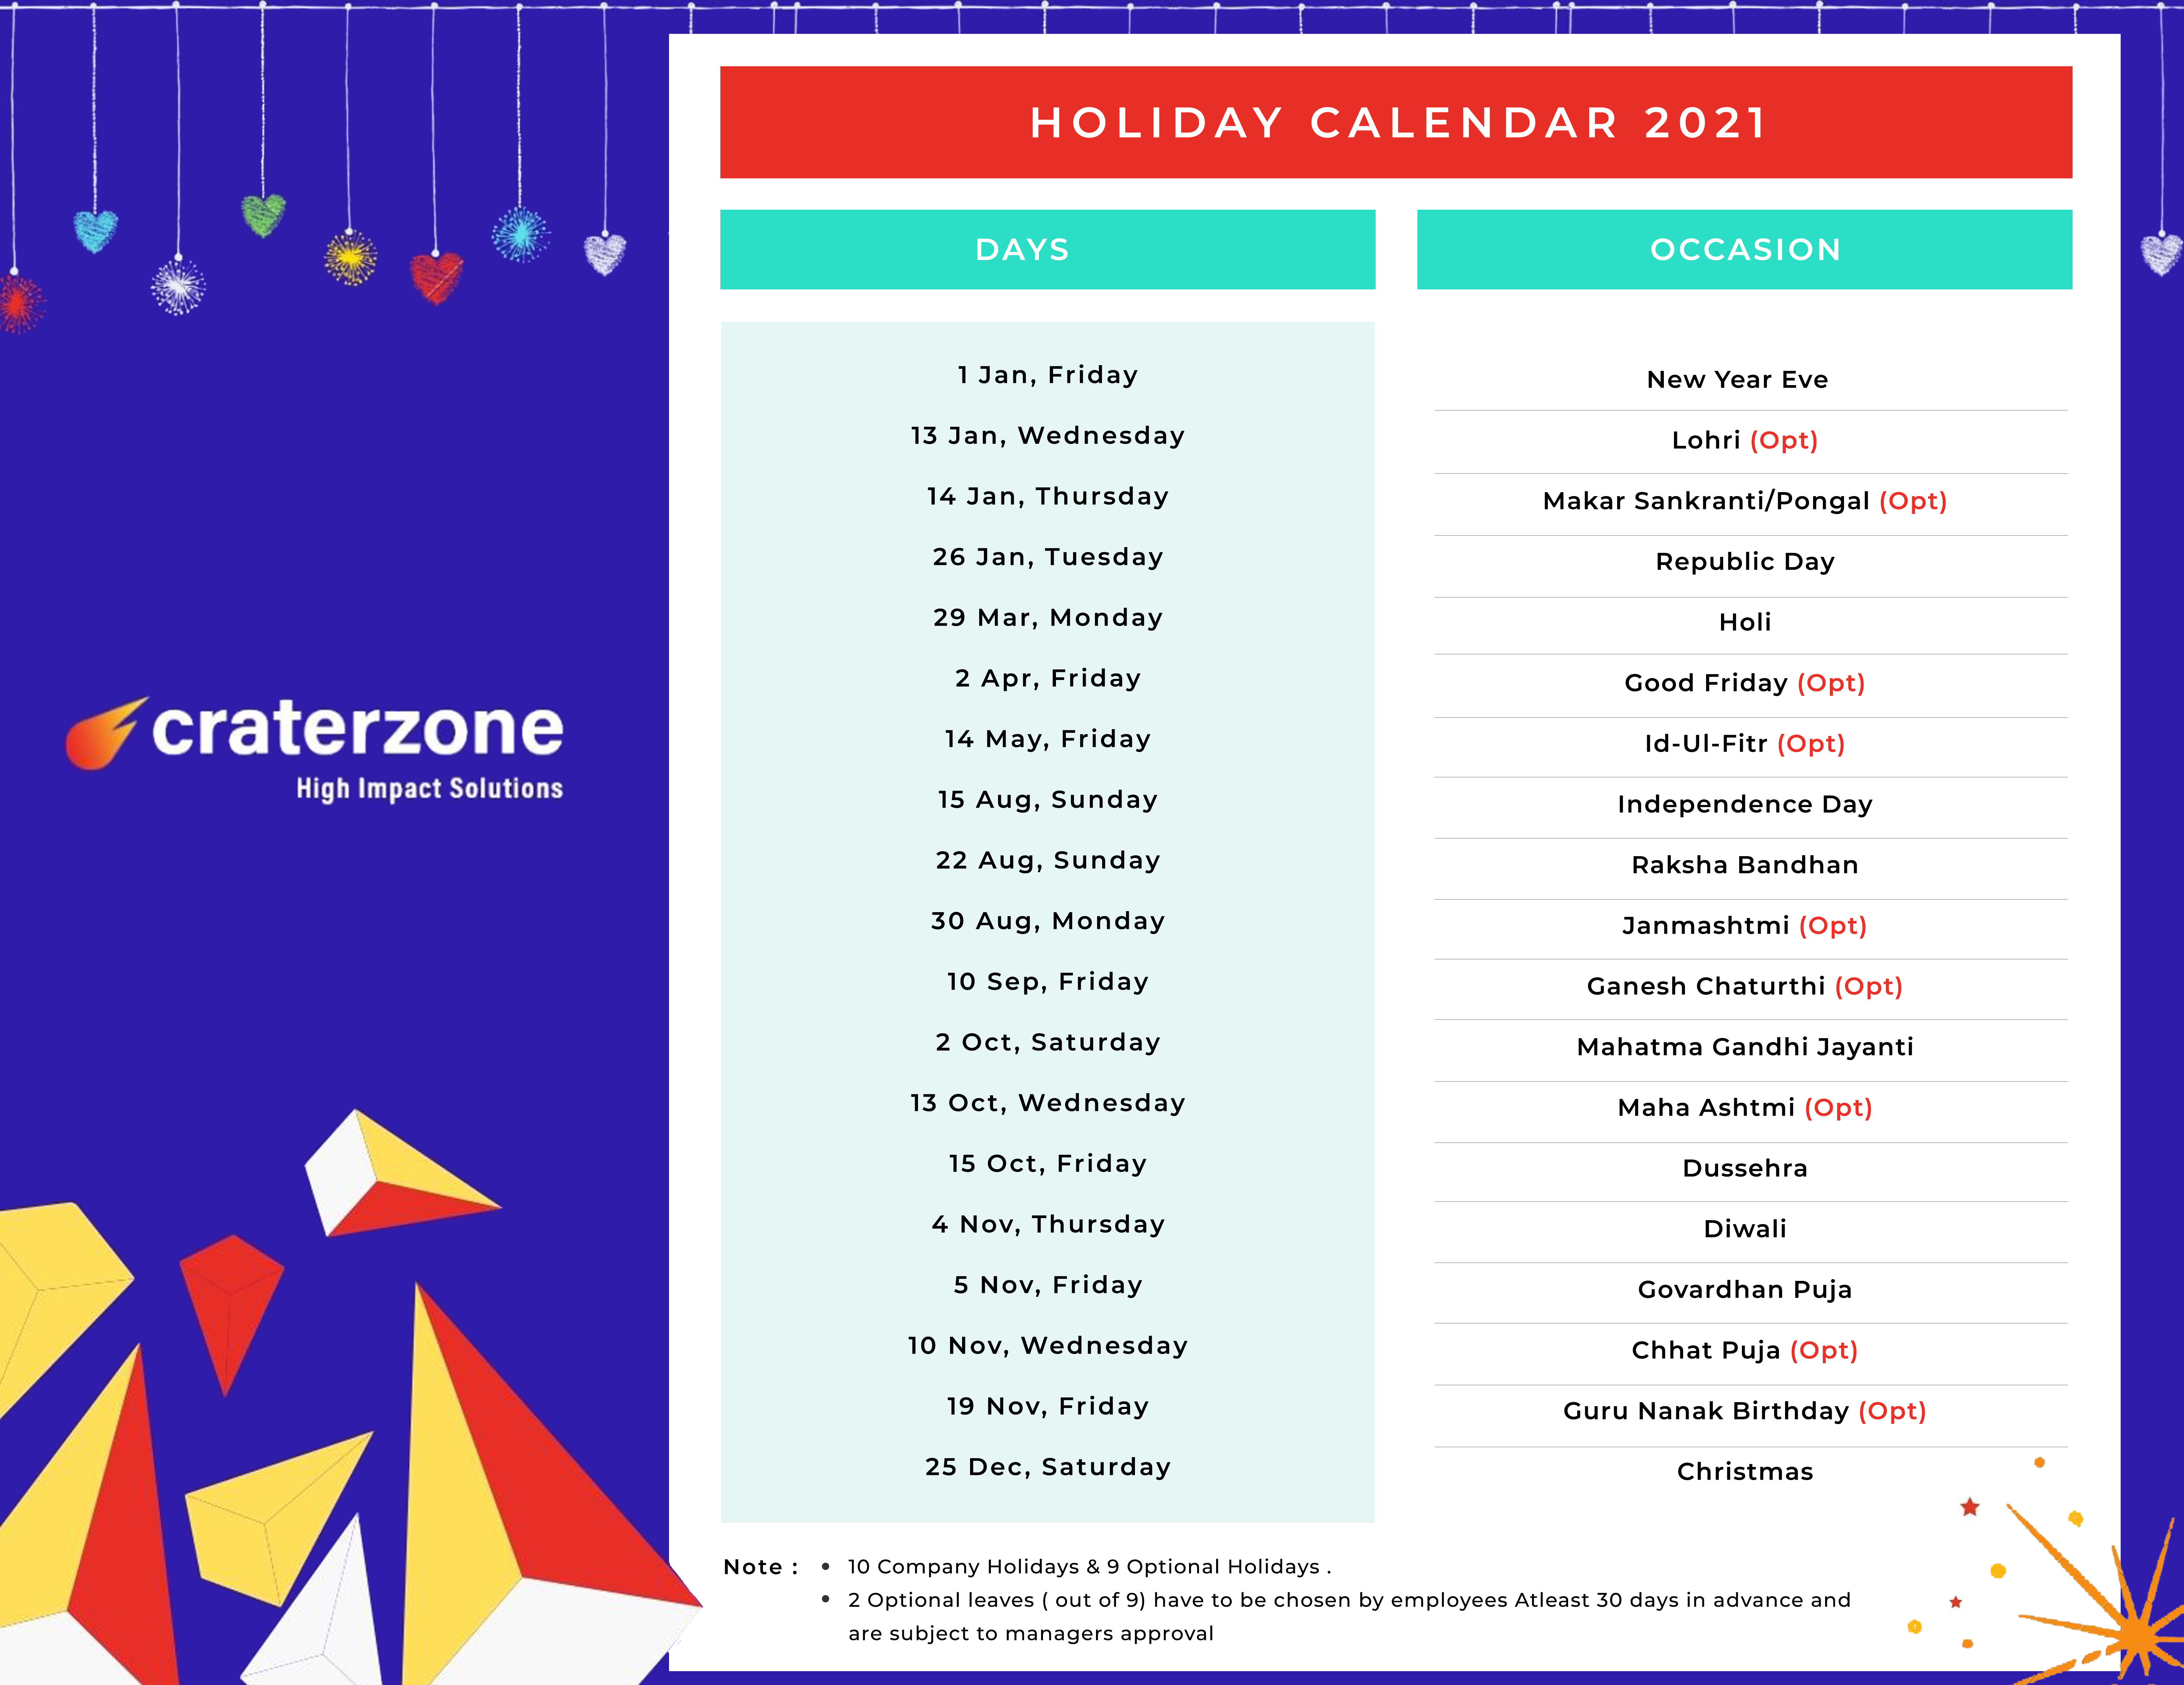 HOLIDAY CALENDAR 2021
DAYS
OCCASION
1 Jan, Friday
New Year Eve
13 Jan, Wednesday
Lohri (Opt)
14 Jan, Thursday
Makar Sankranti/Pongal (Opt)
26 Jan, Tuesday
Republic Day
29 Mar, Monday
Holi
2 Apr, Friday
Good Friday (Opt)
14 May, Friday
Id-Ul-Fitr (Opt)
15 Aug, Sunday
Independence Day
22 Aug, Sunday
Raksha Bandhan
30 Aug, Monday
Janmashtmi (Opt)
10 Sep, Friday
Ganesh Chaturthi (Opt)
2 Oct, Saturday
Mahatma Gandhi Jayanti
13 Oct, Wednesday
Maha Ashtmi (Opt)
15 Oct, Friday
Dussehra
4 Nov, Thursday
Diwali
5 Nov, Friday
Govardhan Puja
10 Nov, Wednesday
Chhat Puja (Opt)
19 Nov, Friday
Guru Nanak Birthday (Opt)
25 Dec, Saturday
Christmas
craterzone
High Impact Solutions
Note : • 10 Company Holidays & 9 Optional Holidays .
• 2 Optional leaves ( out of 9) have to be chosen by employees Atleast 30 days in advance and
are subject to managers approval